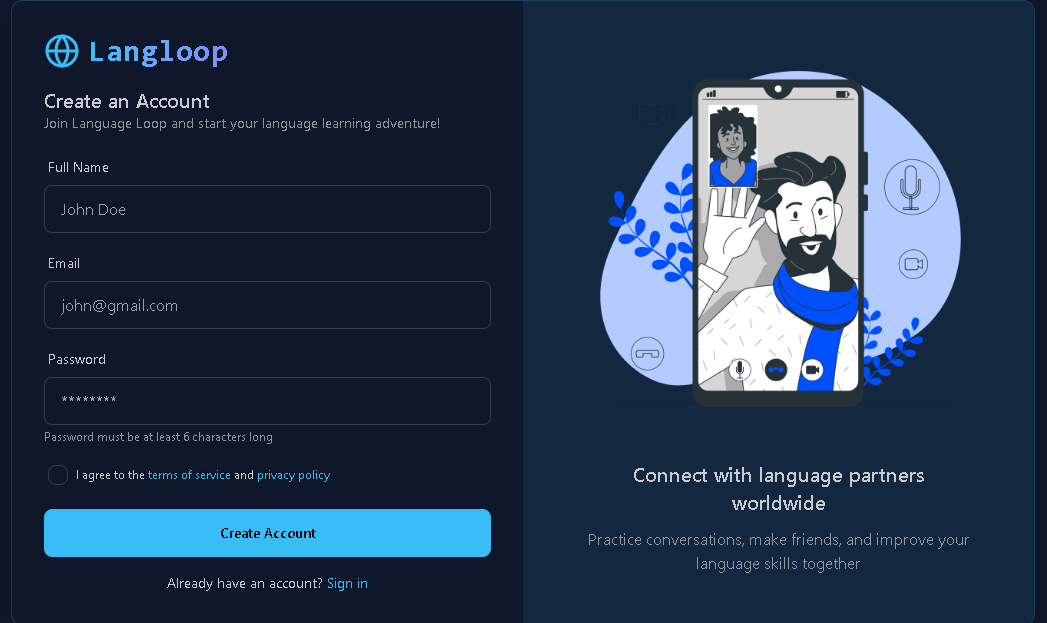 Langloop
Create an Account
Join Language Loop and start your language learning adventure!
Full Name
John Doe
Email
john@gmail.com
Password
********
Password must be at least 6 characters long
I agree to the terms of service and privacy policy
Create Account
Already have an account? Sign in
Connect with language partners
worldwide
Practice conversations, make friends, and improve your
language skills together